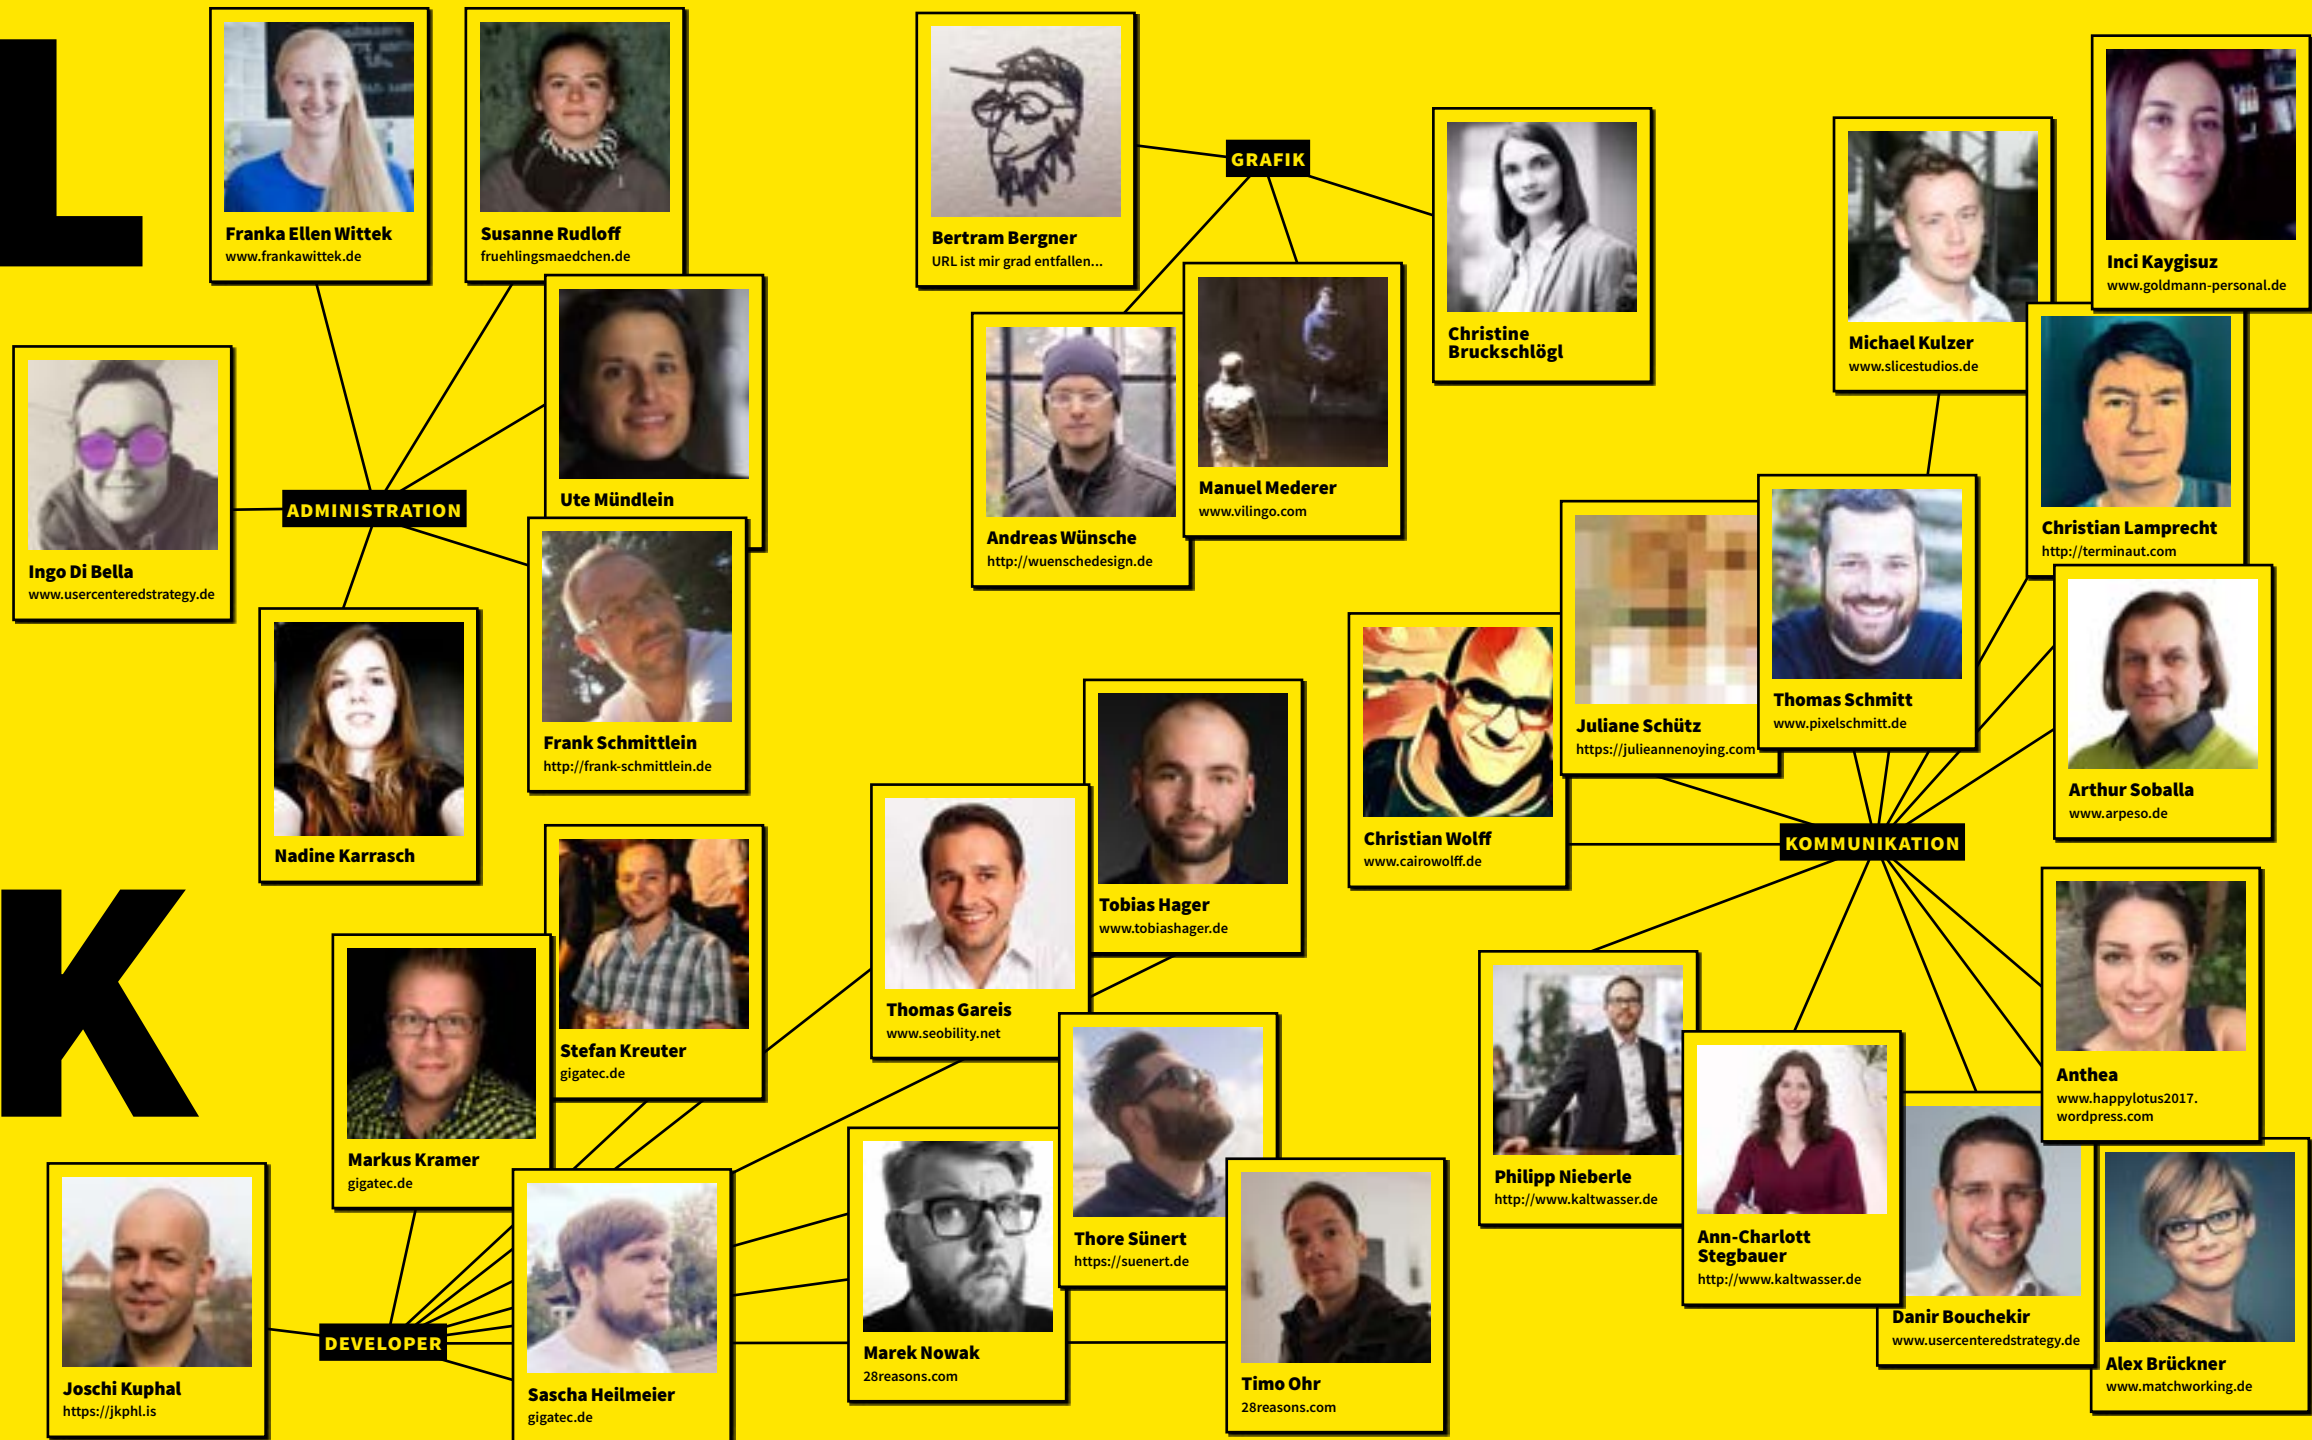 L
Franka Ellen Wittek
www.frankawittek.de
Susanne Rudloff
fruehlingsmaedchen.de
Ute Mündlein
Ingo Di Bella
www.usercenteredstrategy.de
ADMINISTRATION
Nadine Karrasch
Frank Schmittlein
http://frank-schmittlein.de
Bertram Bergner
URL ist mir grad entfallen...
GRAFIK
Christine
Bruckschlögl
Andreas Wünsche
http://wuenschedesign.de
Manuel Mederer
www.vilingo.com
Michael Kulzer
www.slicestudios.de
Inci Kaygisuz
www.goldmann-personal.de
Christian Lamprecht
http://terminaut.com
Juliane Schütz
https://julieannenoying.com
Thomas Schmitt
www.pixelschmitt.de
Arthur Soballa
www.arpeso.de
Christian Wolff
www.cairowolff.de
KOMMUNIKATION
Philipp Nieberle
http://www.kaltwasser.de
Ann-Charlott
Stegbauer
http://www.kaltwasser.de
Anthea
www.happylotus2017.
wordpress.com
Danir Bouchekir
www.usercenteredstrategy.de
Alex Brückner
www.matchworking.de
K
Stefan Kreuter
gigatec.de
Markus Kramer
gigatec.de
Thomas Gareis
www.seobility.net
Tobias Hager
www.tobiashager.de
Joschi Kuphal
https://jkphl.is
DEVELOPER
Sascha Heilmeier
gigatec.de
Marek Nowak
28reasons.com
Thore Sünert
https://suenert.de
Timo Ohr
28reasons.com